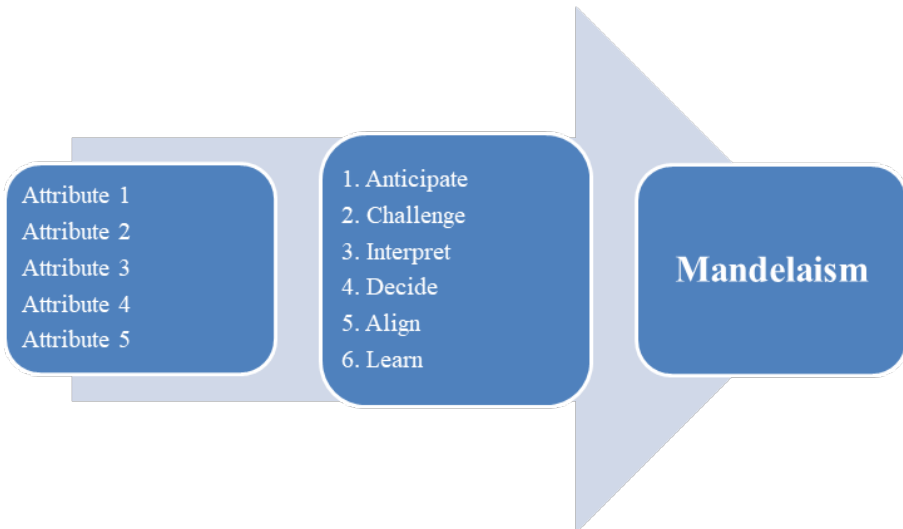 Attribute 1
Attribute 2
Attribute 3
Attribute 4
Attribute 5
1. Anticipate
2. Challenge
3. Interpret
4. Decide
5. Align
6. Learn
Mandelaism